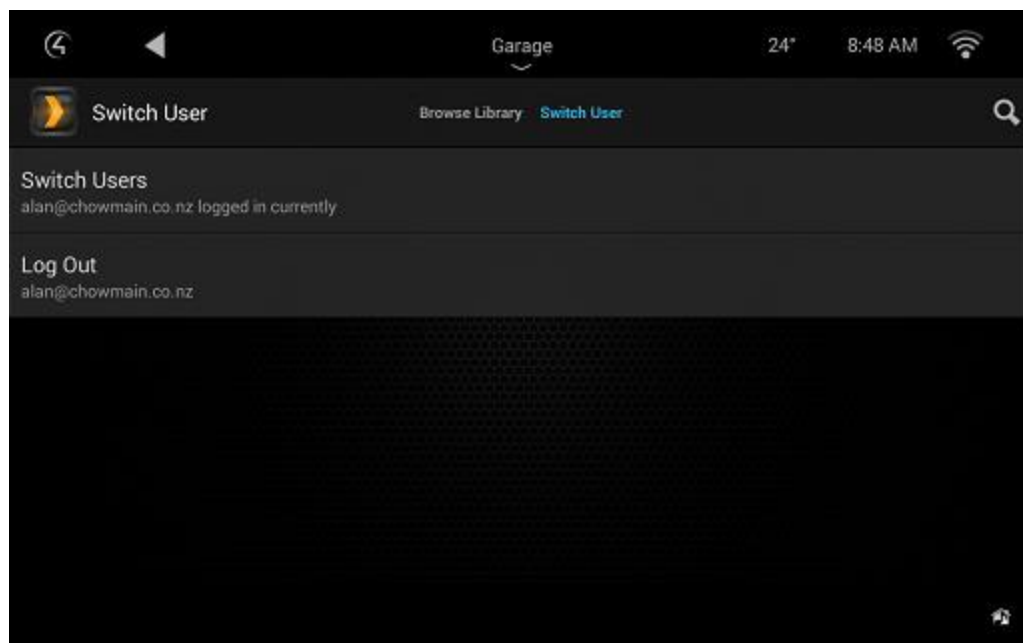 Garage 24° 8:48 AM
Switch User Browse Library Switch User
Switch Users
alan@chowmain.co.nz logged in currently
Log Out
alan@chowmain.co.nz